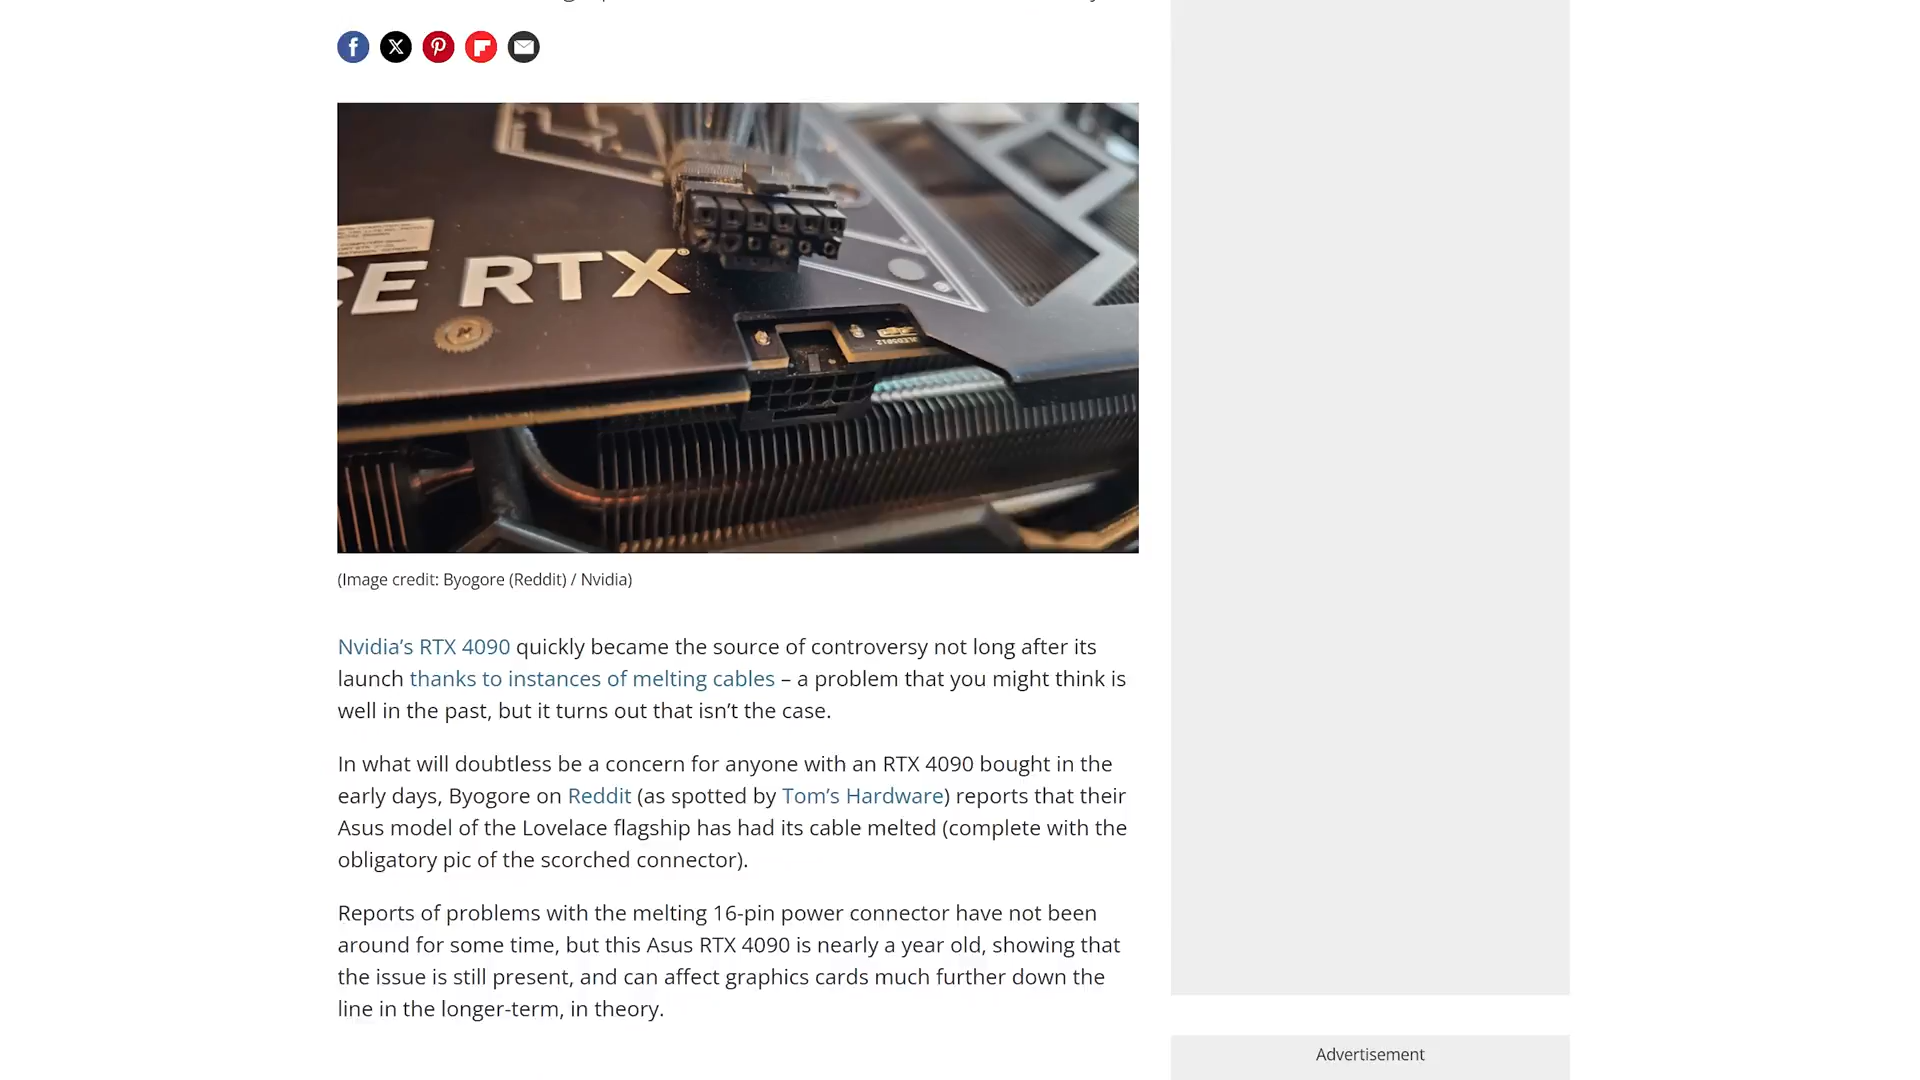 CE RTX
(Image credit: Byogore (Reddit) / Nvidia)
Nvidia’s RTX 4090 quickly became the source of controversy not long after its
launch thanks to instances of melting cables – a problem that you might think is
well in the past, but it turns out that isn’t the case.
In what will doubtless be a concern for anyone with an RTX 4090 bought in the
early days, Byogore on Reddit (as spotted by Tom’s Hardware) reports that their
Asus model of the Lovelace flagship has had its cable melted (complete with the
obligatory pic of the scorched connector).
Reports of problems with the melting 16-pin power connector have not been
around for some time, but this Asus RTX 4090 is nearly a year old, showing that
the issue is still present, and can affect graphics cards much further down the
line in the longer-term, in theory.
Advertisement